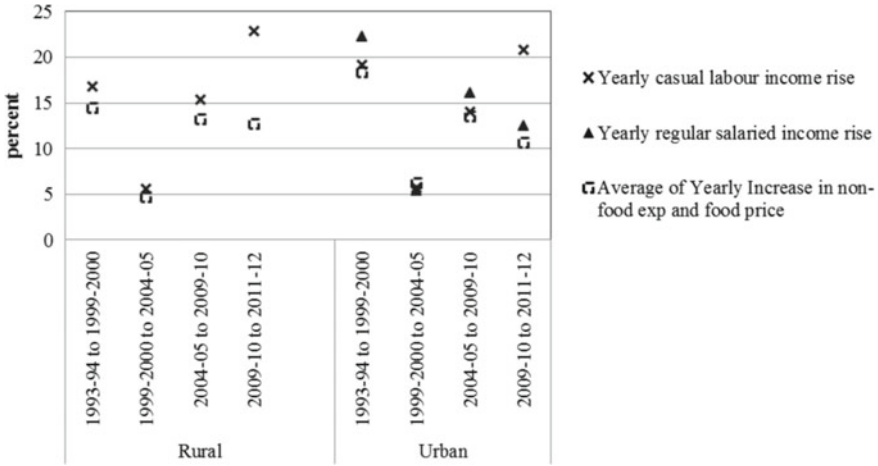 percent
25
20
15
10
5
0
1993-94 to 1999-2000
1999-2000 to 2004-05
2004-05 to 2009-10
2009-10 to 2011-12
1993-94 to 1999-2000
1999-2000 to 2004-05
2004-05 to 2009-10
2009-10 to 2011-12
Rural
Urban
Yearly casual labour income rise
Yearly regular salaried income rise
Average of Yearly Increase in non-
food exp and food price